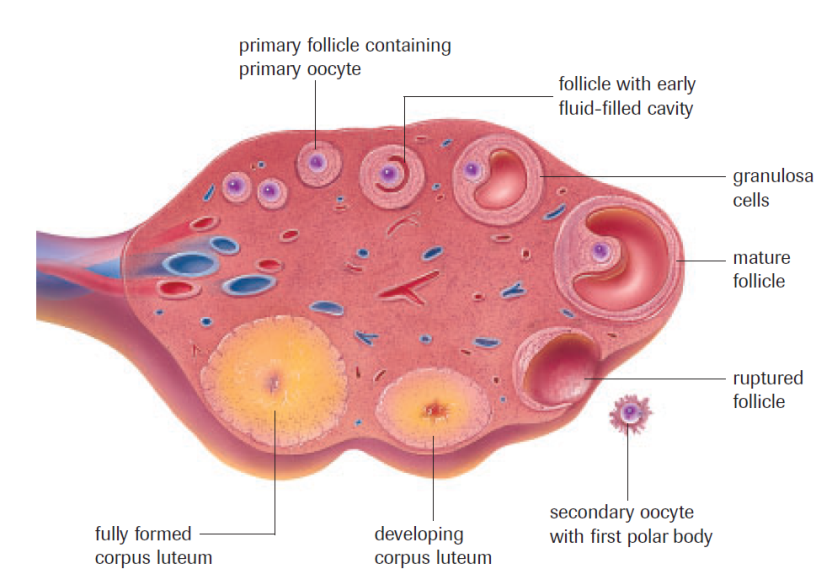 primary follicle containing
primary oocyte
follicle with early
fluid-filled cavity
granulosa
cells
mature
follicle
ruptured
follicle
secondary oocyte
with first polar body
developing
corpus luteum
fully formed
corpus luteum